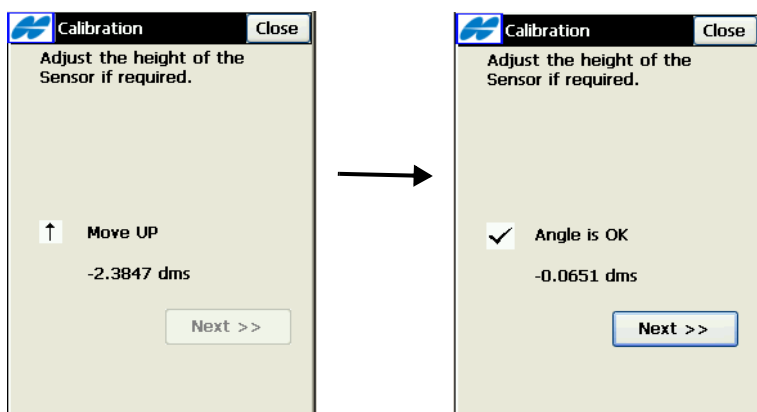 Calibration Close
Adjust the height of the
Sensor if required.
Move UP
-2.3847 dms
Next >>
Calibration Close
Adjust the height of the
Sensor if required.
Angle is OK
-0.0651 dms
Next >>